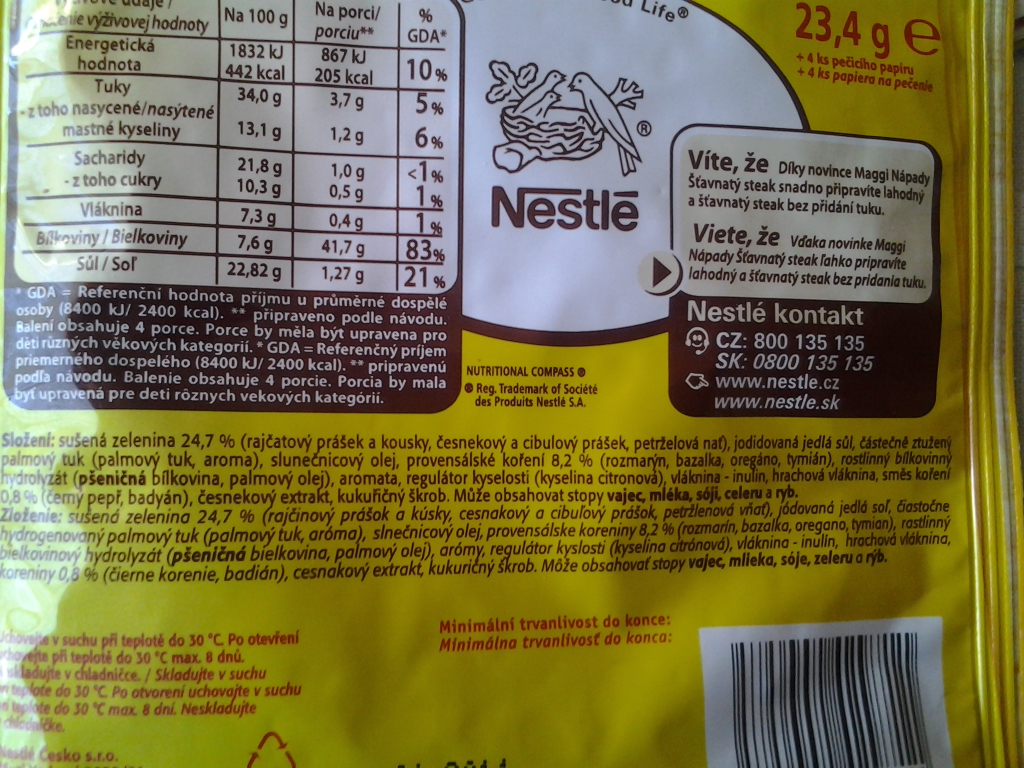 Life®
výživovej hodnoty
Na 100 g
Na porci/
porciu**
%
GDA*
Energetická
hodnota
1832 kJ
442 kcal
867 kJ
205 kcal
10%
Tuky
34,0 g
3,7 g
5%
- z toho nasycené/nasýtené
mastné kyseliny
13,1 g
1,2 g
6%
Sacharidy
21,8 g
1,0 g
<1%
- z toho cukry
10,3 g
0,5 g
1%
Vláknina
7,3 g
0,4 g
1%
Bílkoviny / Bielkoviny
7,6 g
41,7 g
83%
Sůl / Soľ
22,82 g
1,27 g
21%
* GDA = Referenční hodnota příjmu u průměrné dospělé
osoby (8400 kJ/ 2400 kcal). ** připraveno podle návodu.
Balení obsahuje 4 porce. Porce by měla být upravena pro
děti různých věkových kategorií. * GDA = Referenčný príjem
priemerného dospelého (8400 kJ/ 2400 kcal). ** pripravenú
podľa návodu. Balenie obsahuje 4 porcie. Porcia by mala
byť upravená pre deti rôznych vekových kategórií.
Nestlé
®
NUTRITIONAL COMPASS ®
® Reg. Trademark of Société
des Produits Nestlé S.A.
23,4 g e
+ 4 ks pečicího papíru
+ 4 ks papiera na pečenie
Víte, že Díky novince Maggi Nápady
Šťavnatý steak snadno připravíte lahodný
a šťavnatý steak bez přidání tuku.
Viete, že Vďaka novinke Maggi
Nápady Šťavnatý steak ľahko pripravíte
lahodný a šťavnatý steak bez pridania tuku.
Nestlé kontakt
CZ: 800 135 135
SK: 0800 135 135
www.nestle.cz
www.nestle.sk
Složení: sušená zelenina 24,7 % (rajčatový prášek a kousky, česnekový a cibulový prášek, petrželová nať), jodidovaná jedlá sůl, částečně ztužený
palmový tuk (palmový tuk, aroma), slunečnicový olej, provensálské koření 8,2 % (rozmarýn, bazalka, oregáno, tymián), rostlinný bílkovinný
hydrolyzát (pšeničná bílkovina, palmový olej), aromata, regulátor kyselosti (kyselina citronová), vláknina - inulin, hrachová vláknina, směs koření
0,8 % (černý pepř, badyán), česnekový extrakt, kukuřičný škrob. Může obsahovat stopy vajec, mléka, sóji, celeru a ryb.
Zloženie: sušená zelenina 24,7 % (rajčinový prášok a kúsky, cesnakový a cibuľový prášok, petržlenová vňať), jódovaná jedlá soľ, čiastočne
hydrogenovaný palmový tuk (palmový tuk, aróma), slnečnicový olej, provensálske koreniny 8,2 % (rozmarín, bazalka, oregano, tymian), rastlinný
bielkovinový hydrolyzát (pšeničná bielkovina, palmový olej), arómy, regulátor kyslosti (kyselina citrónová), vláknina - inulín, hrachová vláknina,
koreniny 0,8 % (čierne korenie, badián), cesnakový extrakt, kukuričný škrob. Môže obsahovať stopy vajec, mlieka, sóje, zeleru a rýb.
Minimální trvanlivost do konce:
Minimálna trvanlivosť do konca:
v suchu při teplotě do 30 °C. Po otevření
při teplotě do 30 °C max. 8 dnů.
v chladničce. / Skladujte v suchu
do 30 °C. Po otvorení uchovajte v suchu
do 30 °C max. 8 dní. Neskladujte
Nestlé Česko s.r.o.